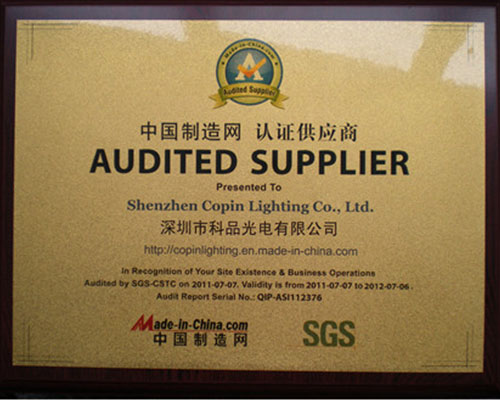 Made-in-China.com
A
Audited Supplier
中国制造网 认证供应商
AUDITED SUPPLIER
Presented To
Shenzhen Copin Lighting Co., Ltd.
深圳市科品光电有限公司
http://copinlighting.en.made-in-china.com
In Recognition of Your Site Existence & Business Operations
Audited by SGS-CSTC on 2011-07-07. Validity is from 2011-07-07 to 2012-07-06.
Audit Report Serial No.: QIP-ASI112376
Made-in-China.com
中国制造网
SGS